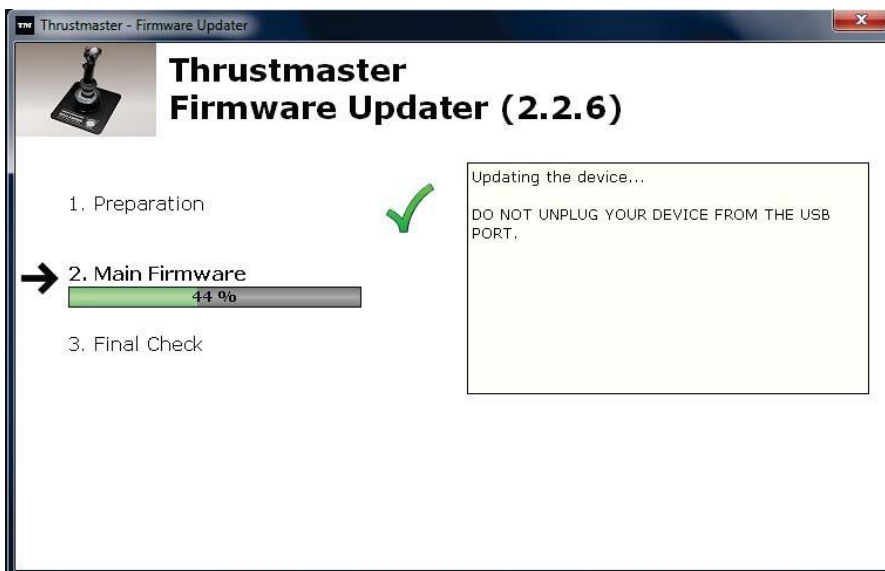 Thrustmaster - Firmware Updater
Thrustmaster
Firmware Updater (2.2.6)
1. Preparation
2. Main Firmware
44 %
3. Final Check
Updating the device...
DO NOT UNPLUG YOUR DEVICE FROM THE USB
PORT.